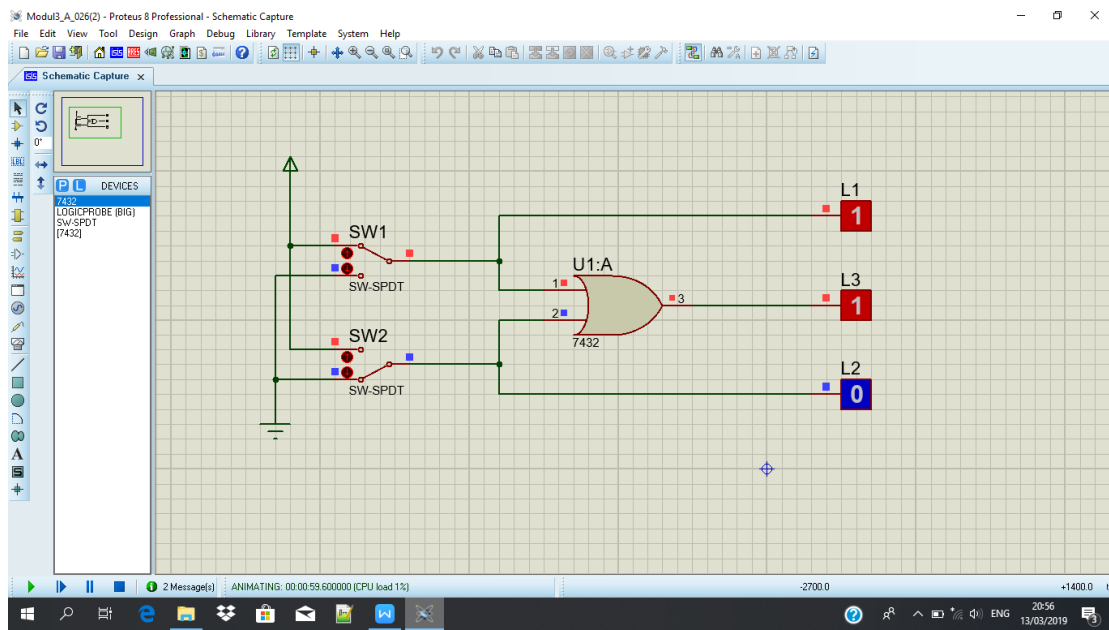 Modul3_A_026(2) - Proteus 8 Professional - Schematic Capture
File Edit View Tool Design Graph Debug Library Template System Help
Schematic Capture x
0°
P L DEVICES
7432
LOGICPROBE (BIG)
SW-SPDT
[7432]
L1
1
SW1
SW-SPDT
U1:A
1
2
3
7432
L3
1
SW2
SW-SPDT
L2
0
2 Message(s) ANIMATING: 00:00:59.600000 (CPU load 1%) -2700.0 +1400.0
ENG
20:56
13/03/2019
3